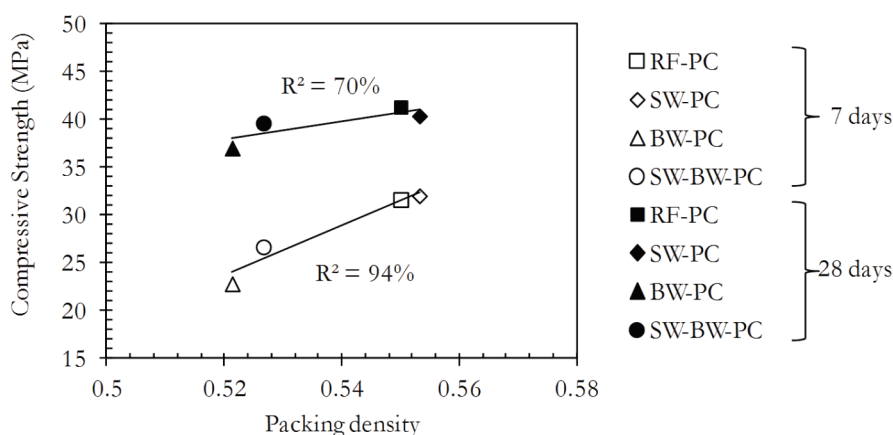 50
45
40
35
30
25
20
15
Compressive Strength (MPa)
R² = 70%
R² = 94%
0.5 0.52 0.54 0.56 0.58
Packing density
RF-PC
SW-PC
BW-PC
SW-BW-PC
7 days
RF-PC
SW-PC
BW-PC
SW-BW-PC
28 days